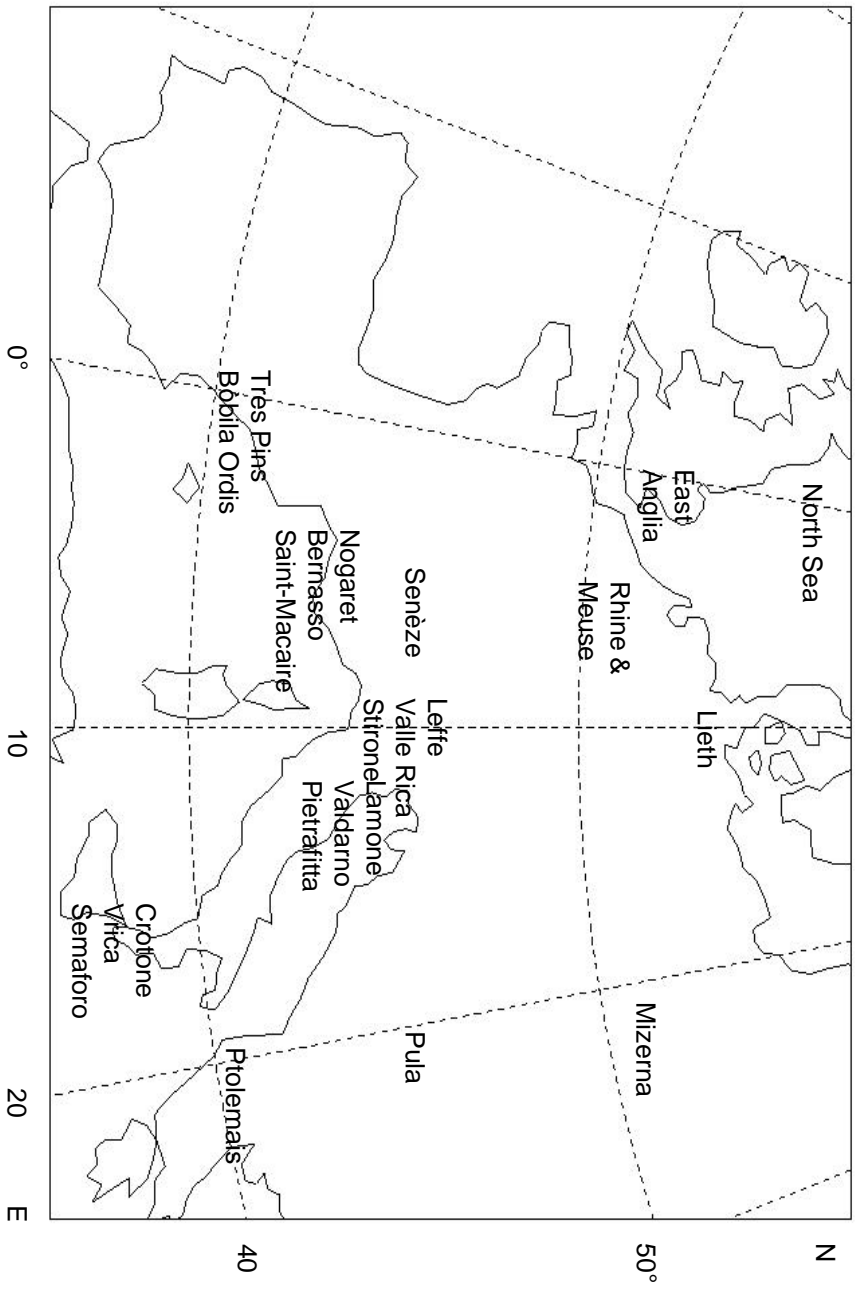 North Sea
East
Anglia
Rhine &
Meuse
Lieth
Mizerna
Senèze
Leffe
Valle Rica
Stirone
Lamone
Valdarno
Pietrafitta
Nogaret
Bernasso
Saint-Macaire
Tres Pins
Bòbila Ordis
Pula
Ptolemais
Crotone
Vrica
Semaforo
N
50°
40
0°
10
20
E